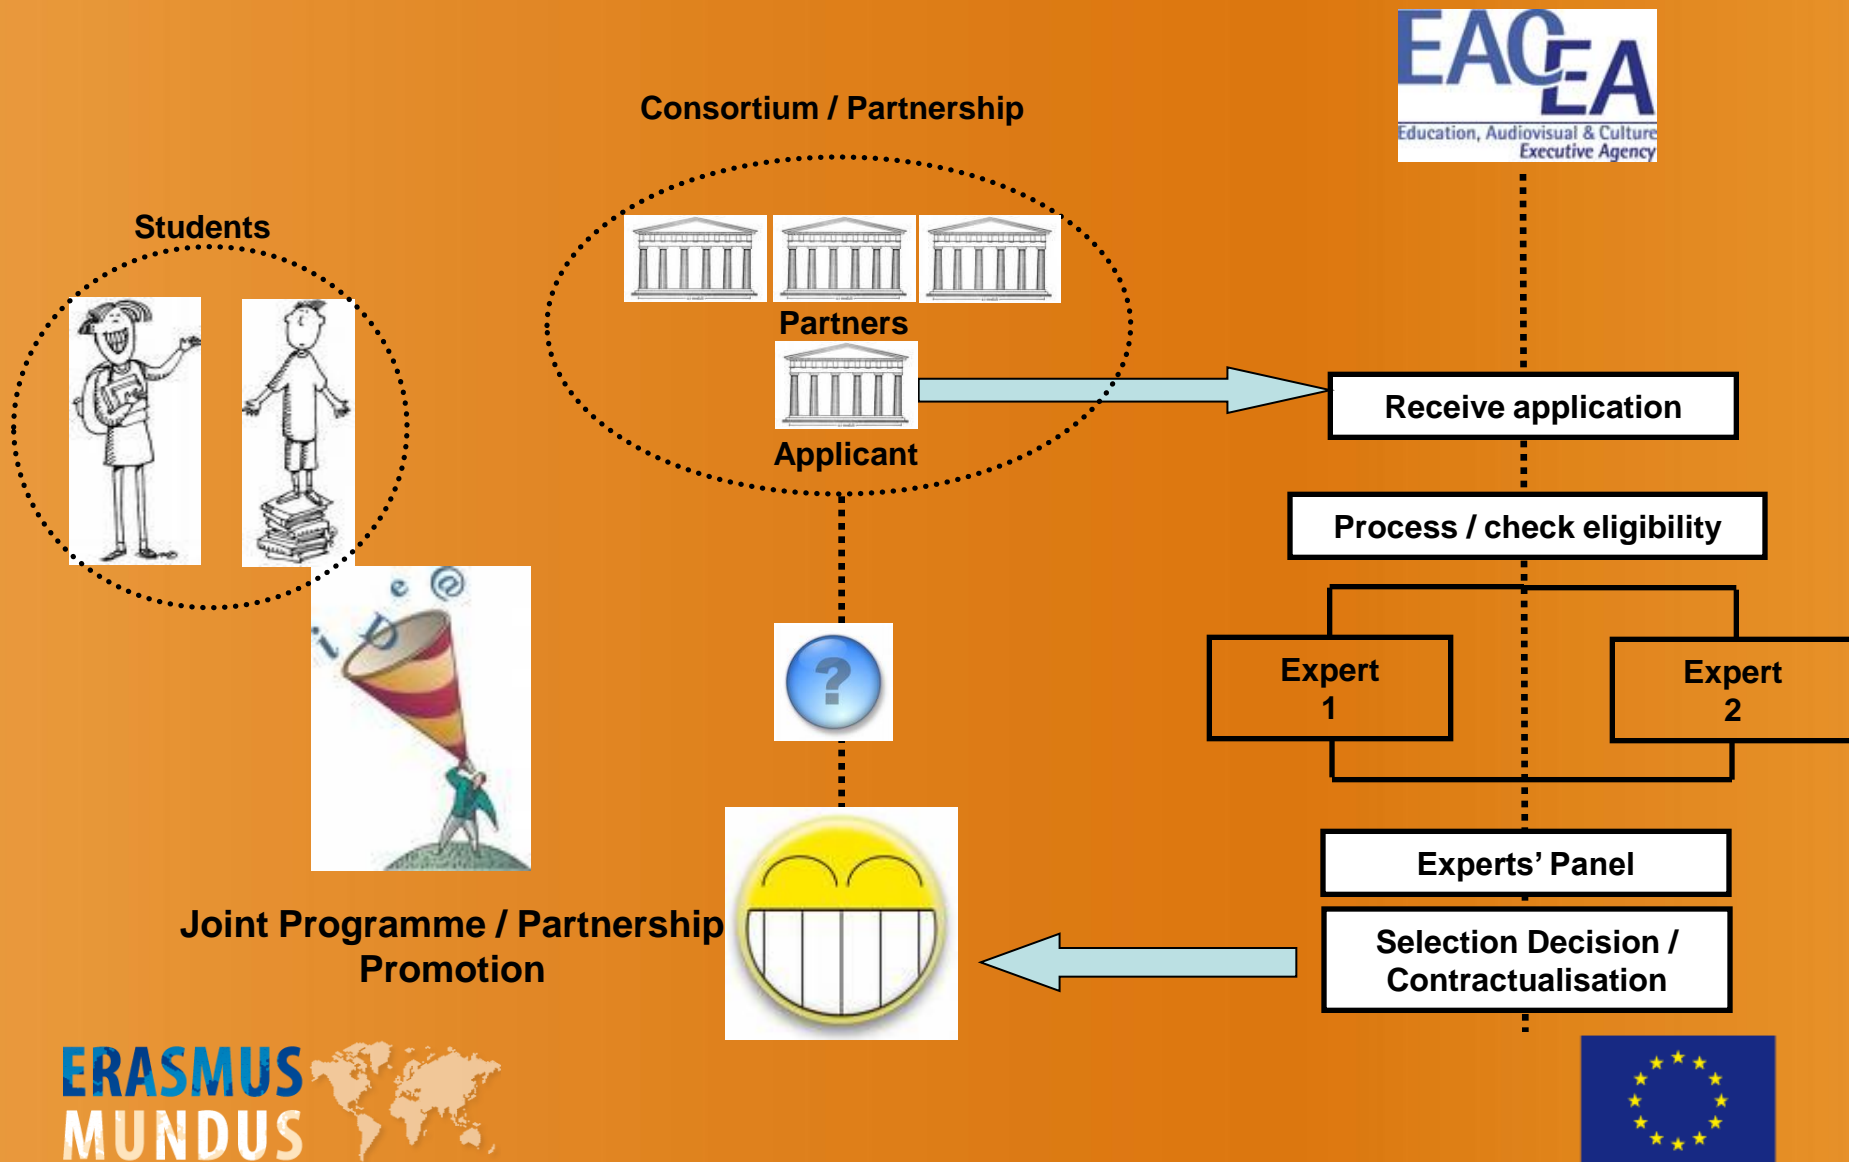 EACEA
Education, Audiovisual & Culture
Executive Agency
Consortium / Partnership
Students
Partners
Applicant
Receive application
Process / check eligibility
Expert
1
Expert
2
Experts’ Panel
Selection Decision /
Contractualisation
i D e @
?
Joint Programme / Partnership
Promotion
ERASMUS
MUNDUS